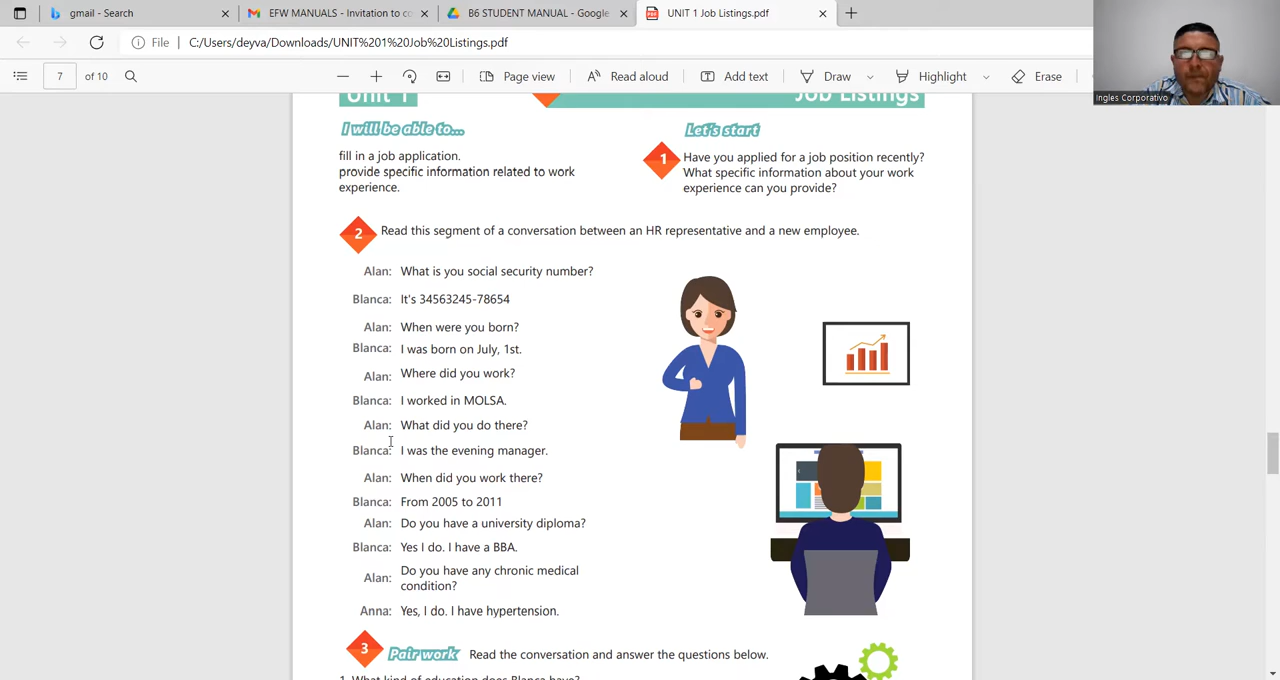 gmail - Search
EFW MANUALS - Invitation to co
B6 STUDENT MANUAL - Google
UNIT 1 Job Listings.pdf
File
C:/Users/deyva/Downloads/UNIT%201%20Job%20Listings.pdf
7 of 10
Page view
Read aloud
Add text
Draw
Highlight
Erase
Ingles Corporativo
Unit 1
Job Listings
I will be able to...
fill in a job application.
provide specific information related to work
experience.
Let's start
1
Have you applied for a job position recently?
What specific information about your work
experience can you provide?
2
Read this segment of a conversation between an HR representative and a new employee.
Alan: What is you social security number?
Blanca: It's 34563245-78654
Alan: When were you born?
Blanca: I was born on July, 1st.
Alan: Where did you work?
Blanca: I worked in MOLSA.
Alan: What did you do there?
Blanca: I was the evening manager.
Alan: When did you work there?
Blanca: From 2005 to 2011
Alan: Do you have a university diploma?
Blanca: Yes I do. I have a BBA.
Alan: Do you have any chronic medical
condition?
Anna: Yes, I do. I have hypertension.
3
Pair work Read the conversation and answer the questions below.
1. What kind of education does Blanca have?